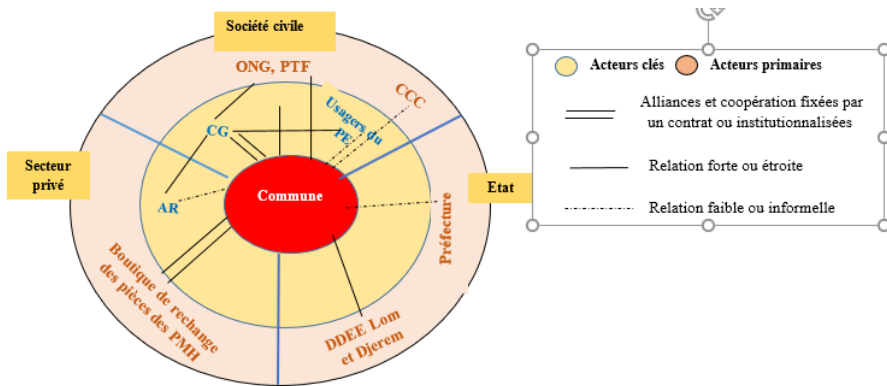 Société civile
ONG, PTF
CCC
Usagers du
PE
CG
Secteur
privé
Commune
Etat
AR
Préfecture
Boutique de rechange
des pièces des PMH
DDEE Lom
et Djerem
Acteurs clés
Acteurs primaires
Alliances et coopération fixées par
un contrat ou institutionnalisées
Relation forte ou étroite
Relation faible ou informelle